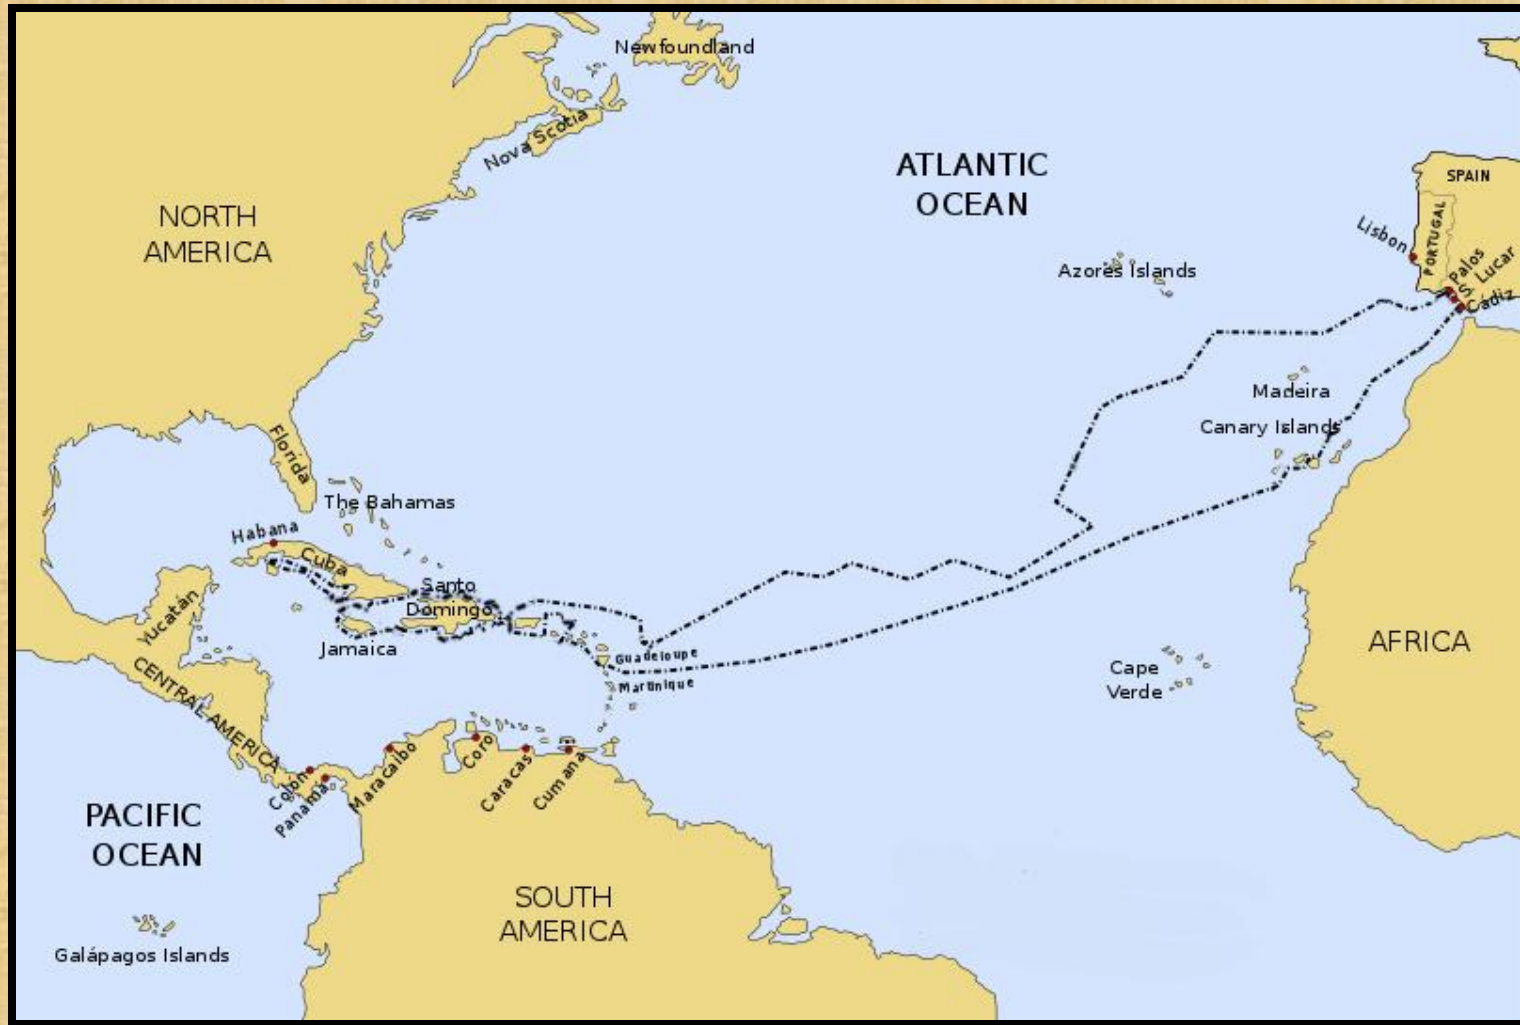 Newfoundland
Nova Scotia
ATLANTIC
OCEAN
SPAIN
PORTUGAL
Lisbon
Palos
S. Lucar
Cádiz
NORTH
AMERICA
Azores Islands
Madeira
Canary Islands
Florida
The Bahamas
Habana
Cuba
Santo
Domingo
Yucatán
Jamaica
Guadeloupe
Martinique
AFRICA
Cape
Verde
CENTRAL AMERICA
Colón
Panamá
Maracaibo
Coro
Caracas
Cumana
PACIFIC
OCEAN
SOUTH
AMERICA
Galápagos Islands